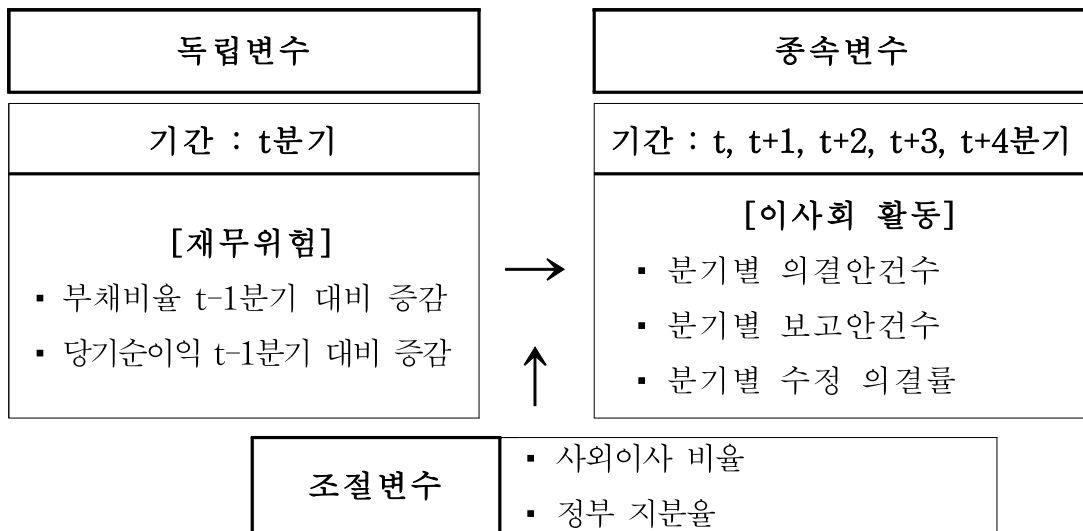 독립변수
기간 : t분기
[재무위험]
▪ 부채비율 t-1분기 대비 증감
▪ 당기순이익 t-1분기 대비 증감
종속변수
기간 : t, t+1, t+2, t+3, t+4분기
[이사회 활동]
▪ 분기별 의결안건수
▪ 분기별 보고안건수
▪ 분기별 수정 의결률
조절변수
▪ 사외이사 비율
▪ 정부 지분율